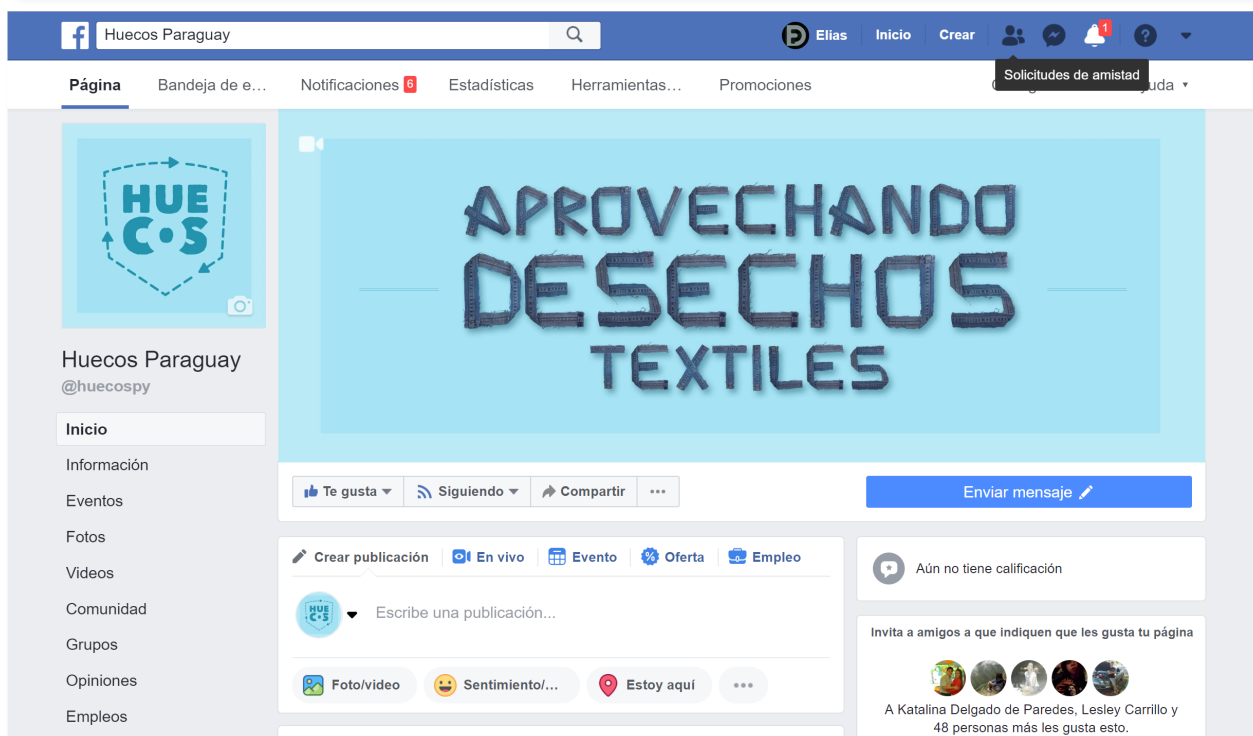 Huecos Paraguay
Elias
Inicio
Crear
1
Solicitudes de amistad
Página
Bandeja de e...
Notificaciones 6
Estadísticas
Herramientas...
Promociones
HUE
C•S
APROVECHANDO
DESECHOS
TEXTILES
Huecos Paraguay
@huecospy
Inicio
Información
Eventos
Fotos
Videos
Comunidad
Grupos
Opiniones
Empleos
Te gusta
Siguiendo
Compartir
Enviar mensaje
Crear publicación
En vivo
Evento
Oferta
Empleo
HUE
C•S
Escribe una publicación...
Foto/video
Sentimiento/...
Estoy aquí
Aún no tiene calificación
Invita a amigos a que indiquen que les gusta tu página
A Katalina Delgado de Paredes, Lesley Carrillo y
48 personas más les gusta esto.